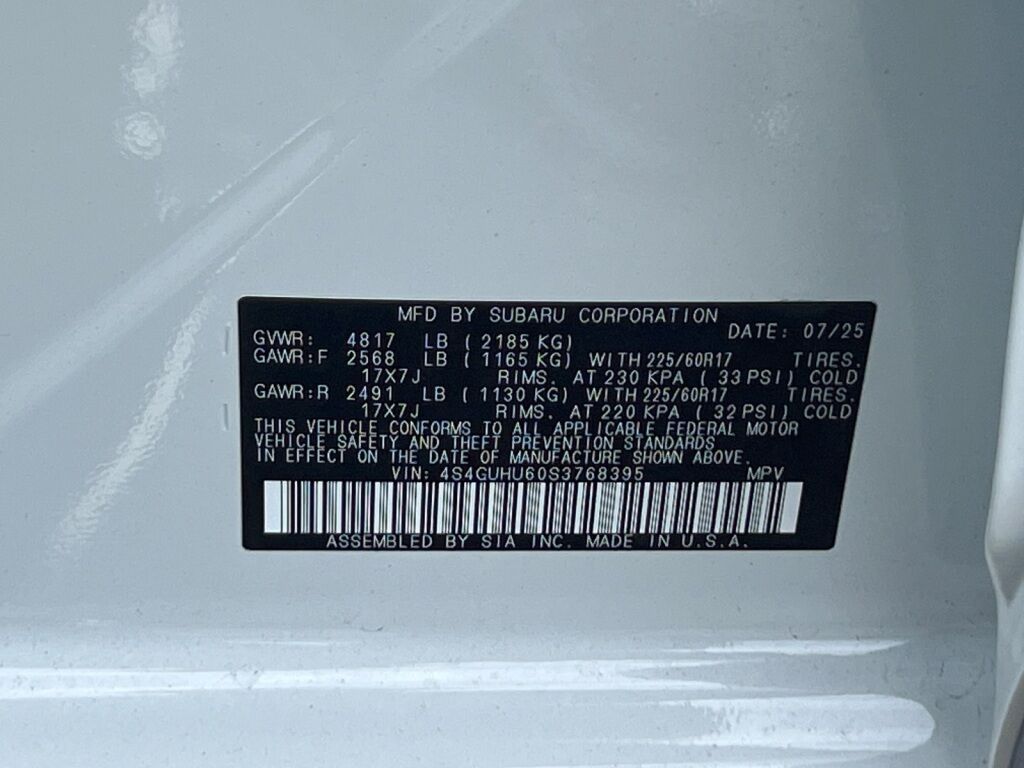 MFD BY SUBARU CORPORATION
DATE: 07/25
GVWR: 4817 LB ( 2185 KG)
GAWR:F 2568 LB ( 1165 KG) WITH 225/60R17 TIRES.
17X7J RIMS. AT 230 KPA ( 33 PSI) COLD
GAWR:R 2491 LB ( 1130 KG) WITH 225/60R17 TIRES.
17X7J RIMS. AT 220 KPA ( 32 PSI) COLD
THIS VEHICLE CONFORMS TO ALL APPLICABLE FEDERAL MOTOR
VEHICLE SAFETY AND THEFT PREVENTION STANDARDS
IN EFFECT ON THE DATE OF MANUFACTURE SHOWN ABOVE.
VIN: 4S4GUHU60S3768395 MPV
ASSEMBLED BY SIA INC. MADE IN U.S.A.